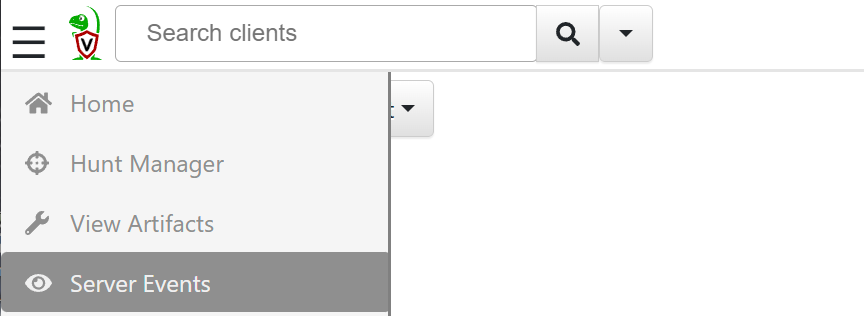 V
Search clients
Home
Hunt Manager
View Artifacts
Server Events